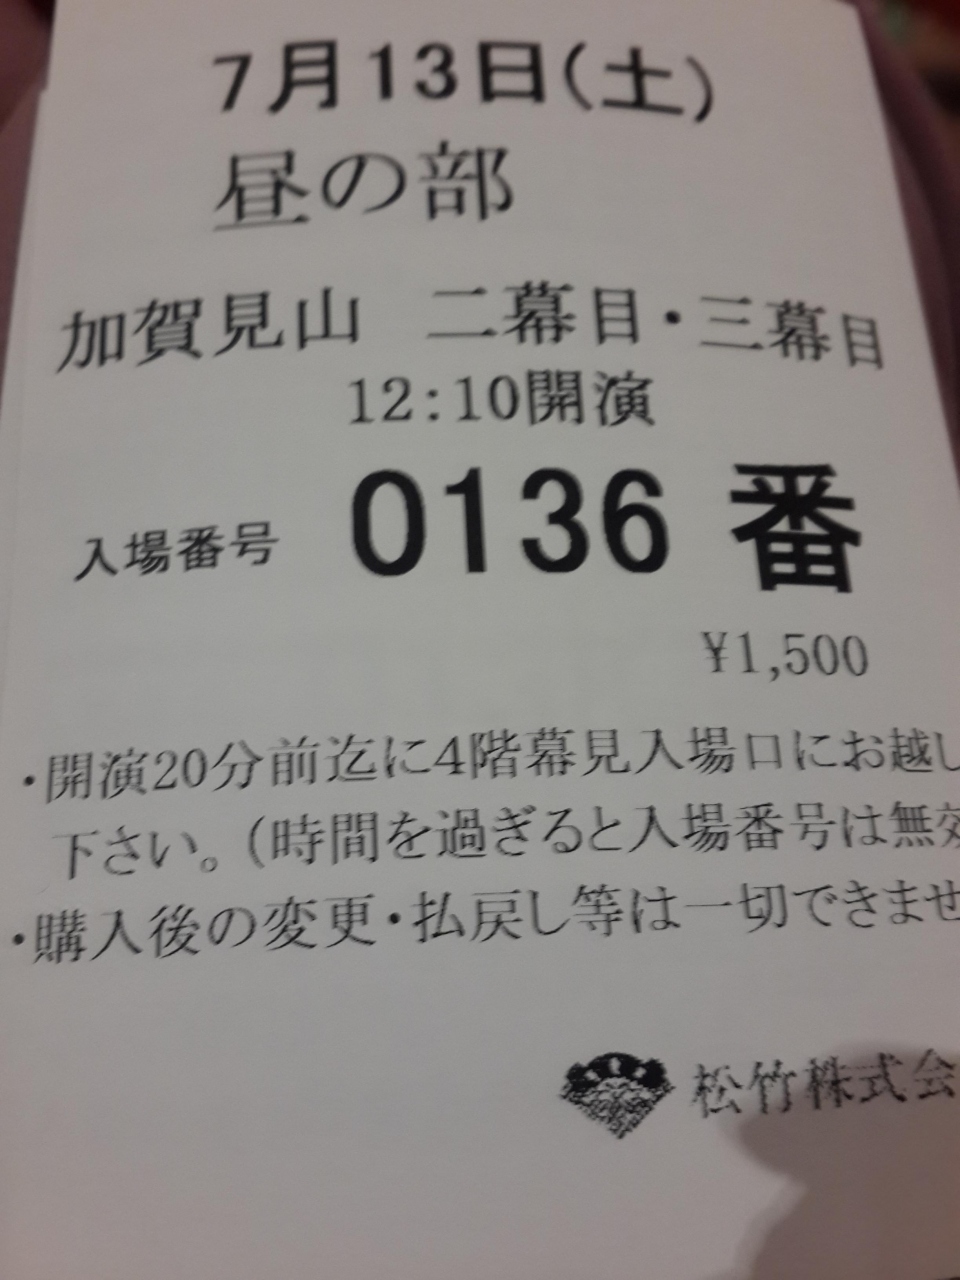 7月13日(土)
昼の部
加賀見山 二幕目・三幕目
12:10開演
入場番号 0136 番
¥1,500
・開演20分前迄に4階幕見入場口にお越し
下さい。(時間を過ぎると入場番号は無効
・購入後の変更・払戻し等は一切できませ
松竹株式会